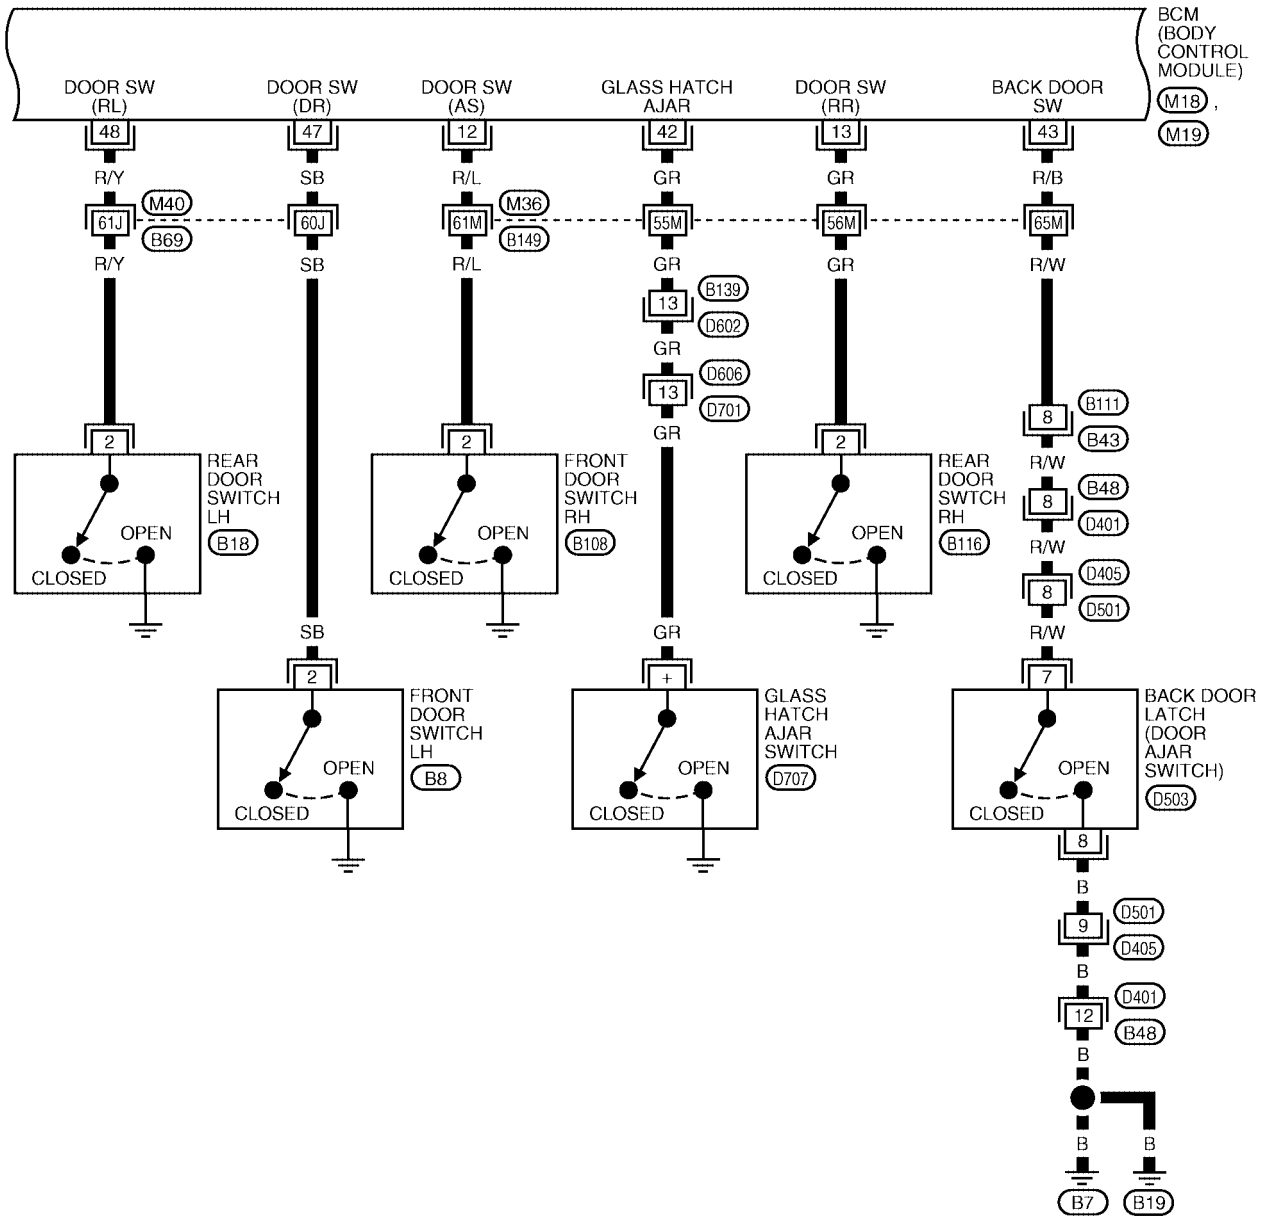 BCM
(BODY
CONTROL
MODULE)
M18 ,
M19
DOOR SW
(RL)
DOOR SW
(DR)
DOOR SW
(AS)
GLASS HATCH
AJAR
DOOR SW
(RR)
BACK DOOR
SW
48 47 12 42 13 43
R/Y SB R/L GR GR R/B
M40 M36
61J 60J 61M 55M 56M 65M
B69 B149
R/Y SB R/L GR GR R/W
B139
13
D602
GR
D606
13
D701
GR
B111
8
B43
R/W
B48
8
D401
R/W
D405
8
D501
R/W
2
REAR
DOOR
SWITCH
LH
B18
OPEN
CLOSED
2
FRONT
DOOR
SWITCH
RH
B108
OPEN
CLOSED
2
REAR
DOOR
SWTCH
RH
B116
OPEN
CLOSED
SB
2
FRONT
DOOR
SWITCH
LH
B8
OPEN
CLOSED
GR
+
GLASS
HATCH
AJAR
SWITCH
D707
OPEN
CLOSED
7
BACK DOOR
LATCH
(DOOR
AJAR
SWITCH)
D503
OPEN
CLOSED
8
B
D501
9
D405
B
D401
12
B48
B
B B
B7 B19